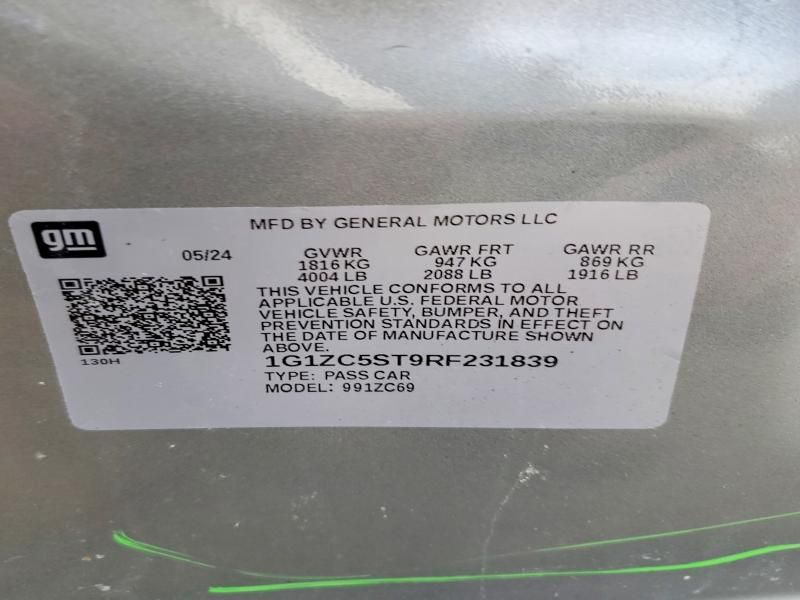 gm
MFD BY GENERAL MOTORS LLC
05/24
GVWR GAWR FRT GAWR RR
1816 KG 947 KG 869 KG
4004 LB 2088 LB 1916 LB
THIS VEHICLE CONFORMS TO ALL
APPLICABLE U.S. FEDERAL MOTOR
VEHICLE SAFETY, BUMPER, AND THEFT
PREVENTION STANDARDS IN EFFECT ON
THE DATE OF MANUFACTURE SHOWN
ABOVE.
130H
1G1ZC5ST9RF231839
TYPE: PASS CAR
MODEL: 991ZC69